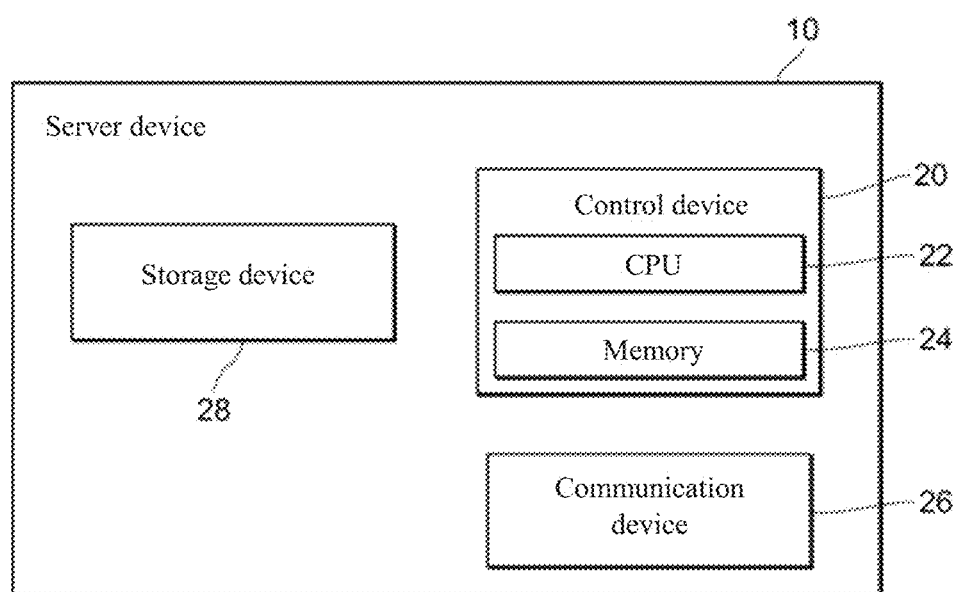 10
Server device
20
Control device
Storage device
CPU
22
Memory
24
28
Communication
device
26